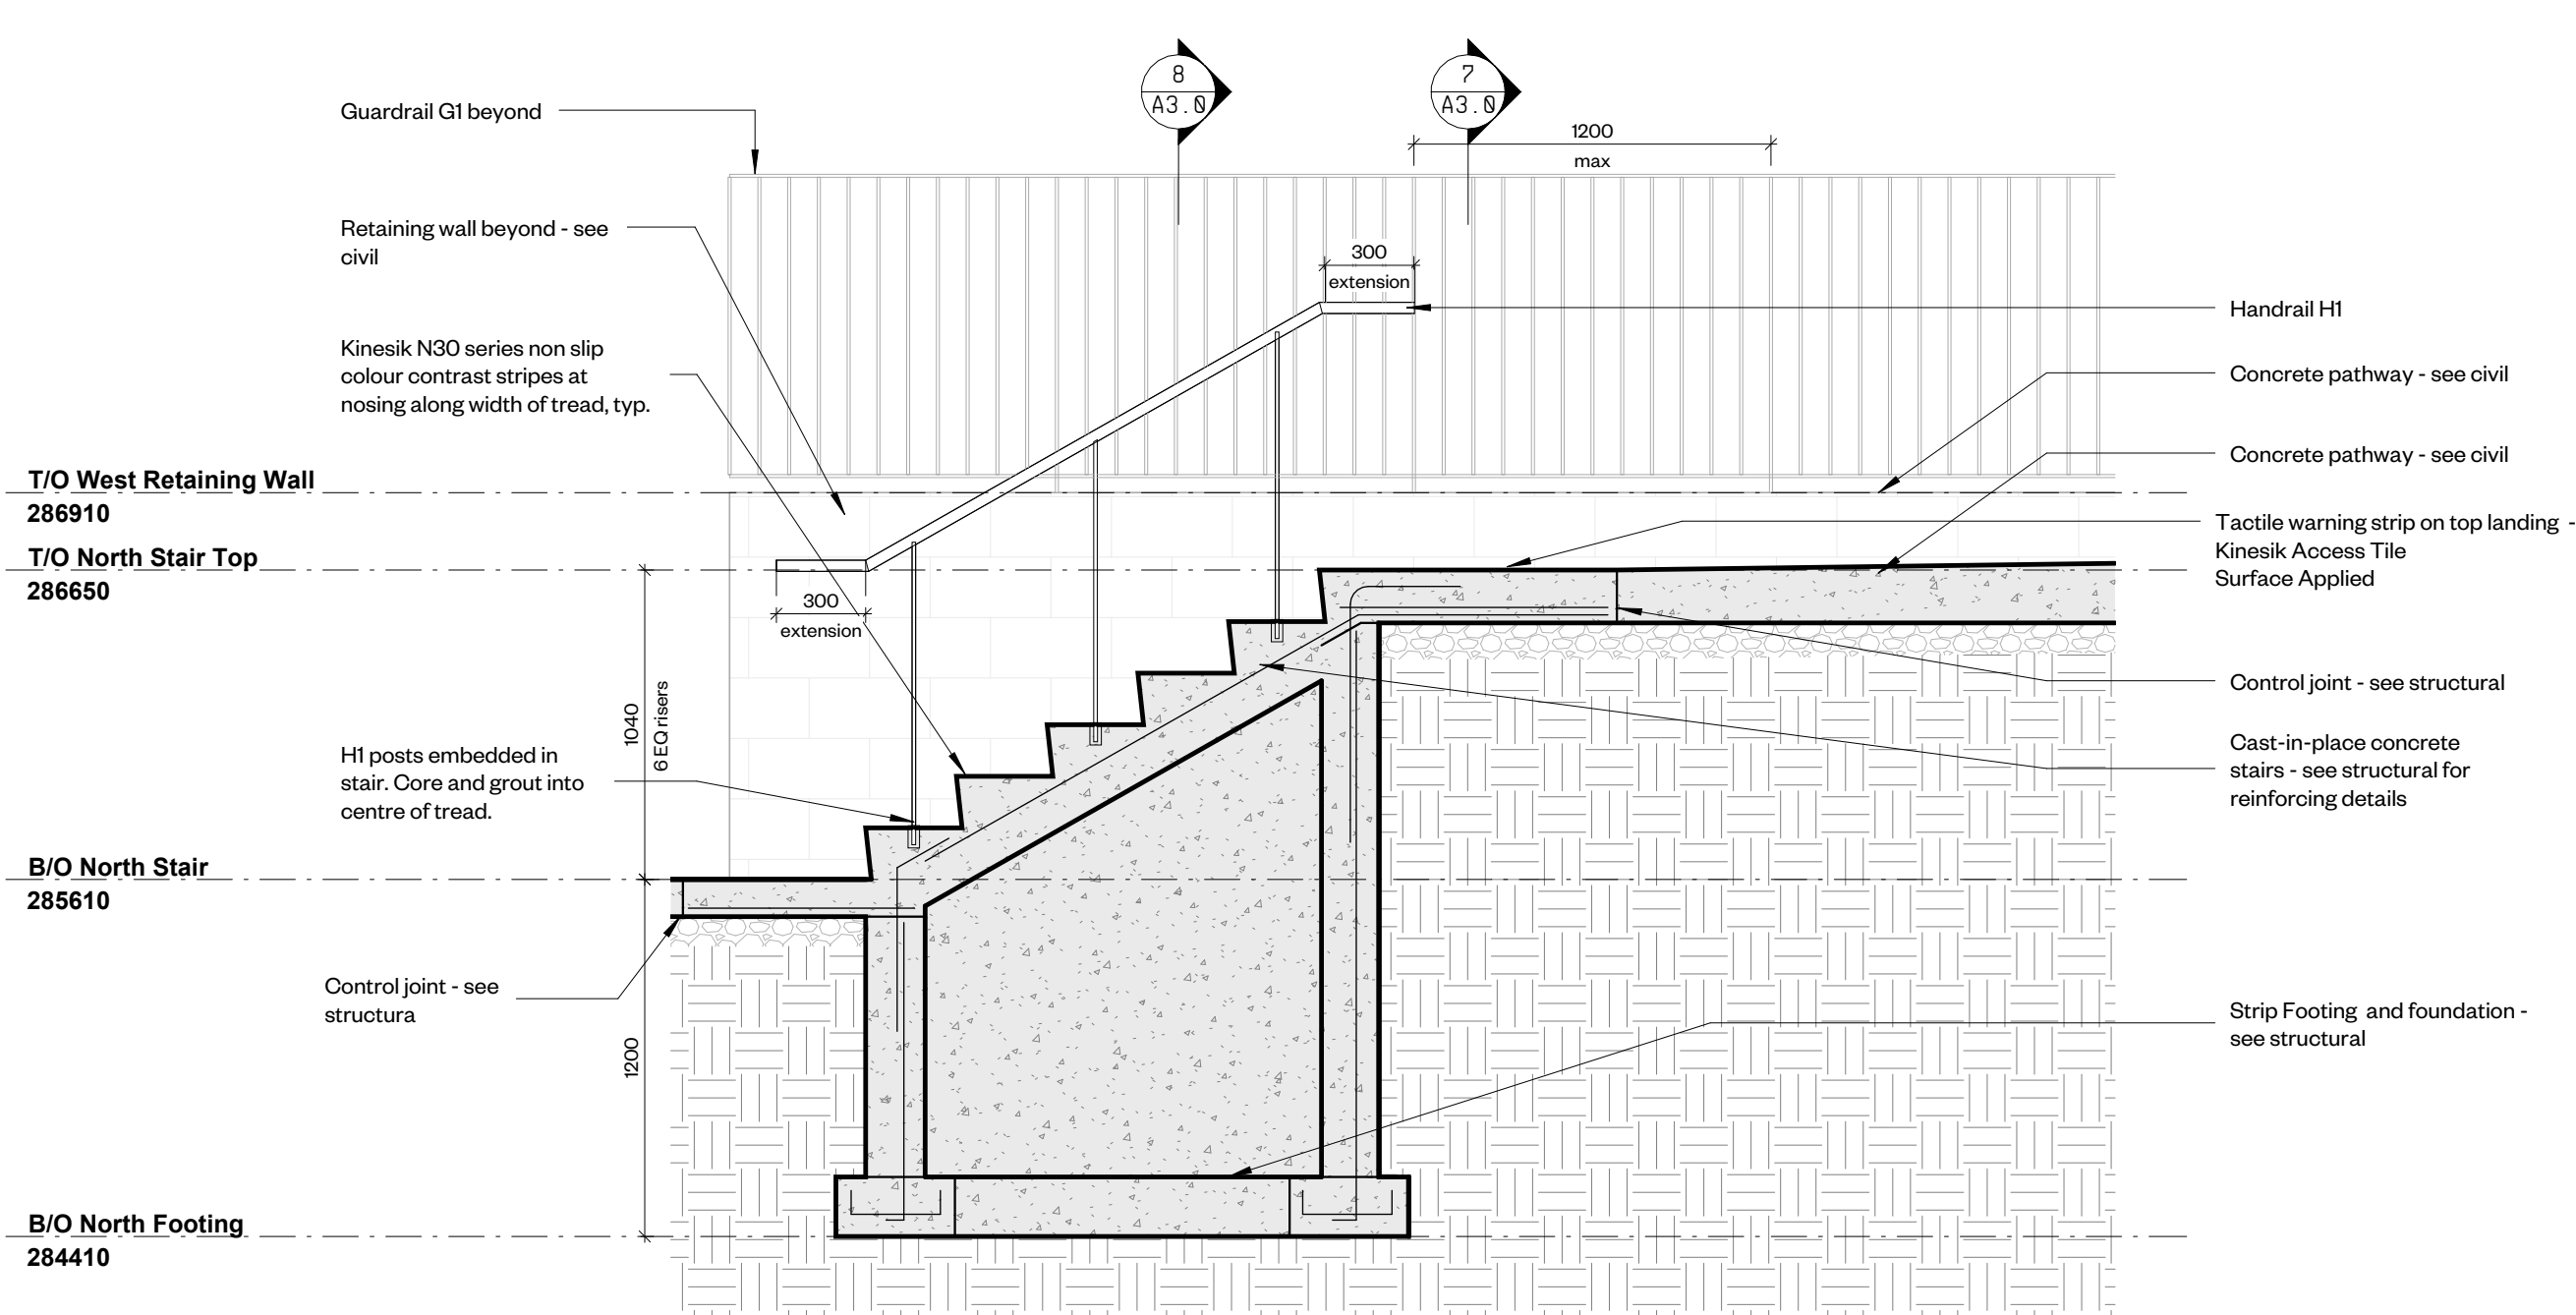 8
A3.0
7
A3.0
Guardrail G1 beyond
1200
max
Retaining wall beyond - see
civil
300
extension
Handrail H1
Kinesik N30 series non slip
colour contrast stripes at
nosing along width of tread, typ.
Concrete pathway - see civil
Concrete pathway - see civil
T/O West Retaining Wall
286910
Tactile warning strip on top landing -
Kinesik Access Tile
Surface Applied
T/O North Stair Top
286650
300
extension
1040
6 EQ risers
Control joint - see structural
H1 posts embedded in
stair. Core and grout into
centre of tread.
Cast-in-place concrete
stairs - see structural for
reinforcing details
B/O North Stair
285610
Control joint - see
structura
1200
Strip Footing and foundation -
see structural
B/O North Footing
284410